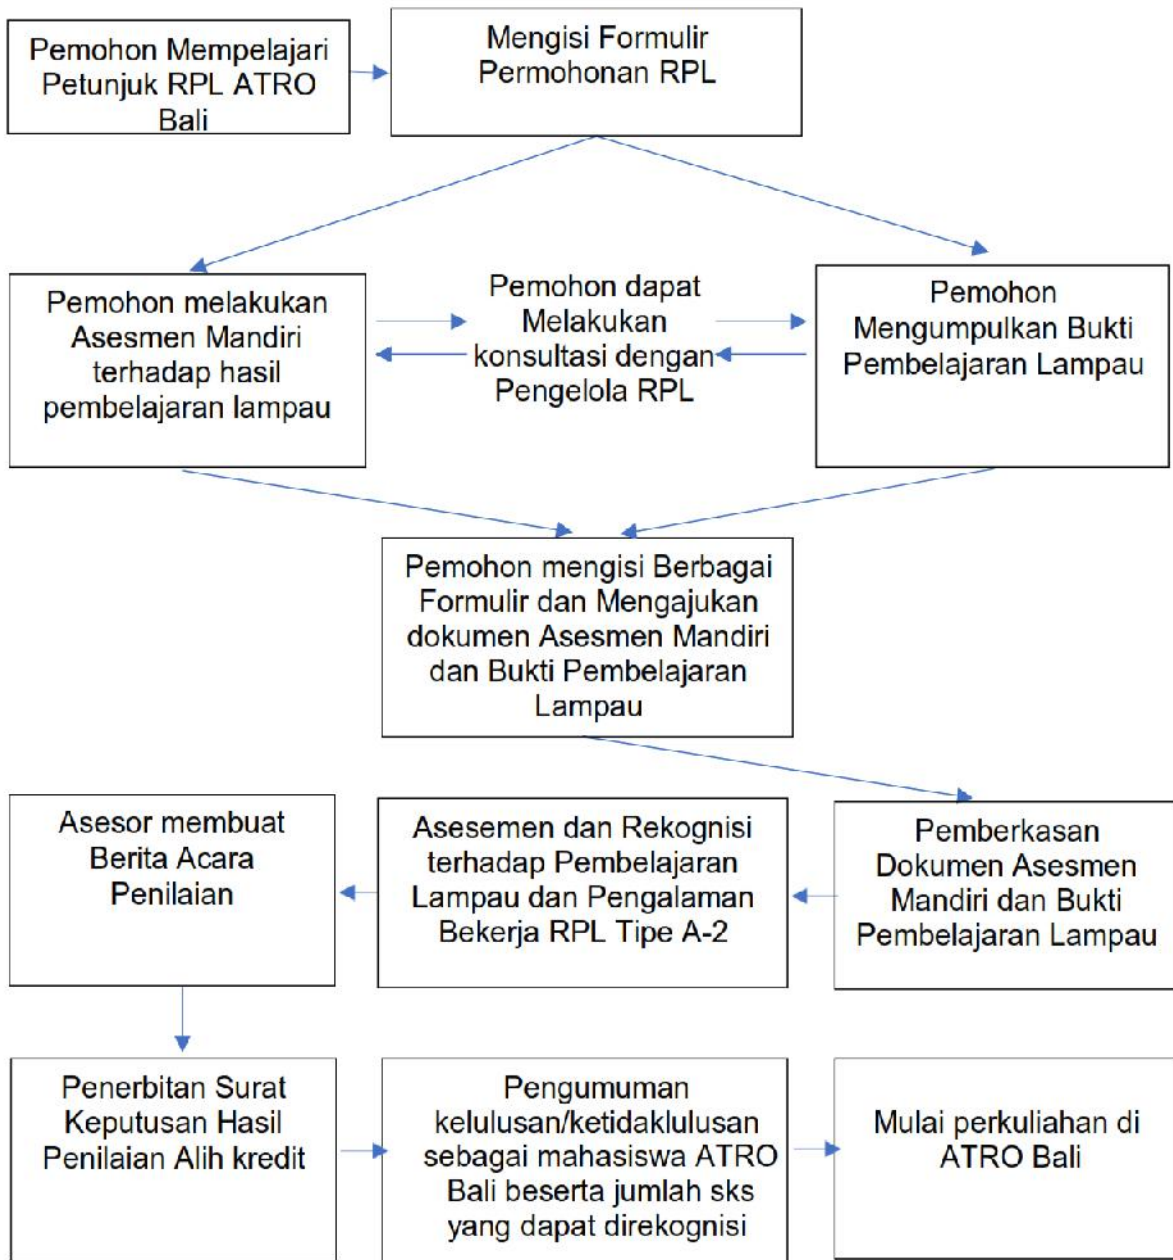 Pemohon Mempelajari
Petunjuk RPL ATRO
Bali
Mengisi Formulir
Permohonan RPL
Pemohon melakukan
Asesmen Mandiri
terhadap hasil
pembelajaran lampau
Pemohon dapat
Melakukan
konsultasi dengan
Pengelola RPL
Pemohon
Mengumpulkan Bukti
Pembelajaran Lampau
Pemohon mengisi Berbagai
Formulir dan Mengajukan
dokumen Asesmen Mandiri
dan Bukti Pembelajaran
Lampau
Asesor membuat
Berita Acara
Penilaian
Asesemen dan Rekognisi
terhadap Pembelajaran
Lampau dan Pengalaman
Bekerja RPL Tipe A-2
Pemberkasan
Dokumen Asesmen
Mandiri dan Bukti
Pembelajaran Lampau
Penerbitan Surat
Keputusan Hasil
Penilaian Alih kredit
Pengumuman
kelulusan/ketidaklulusan
sebagai mahasiswa ATRO
Bali beserta jumlah sks
yang dapat direkognisi
Mulai perkuliahan di
ATRO Bali